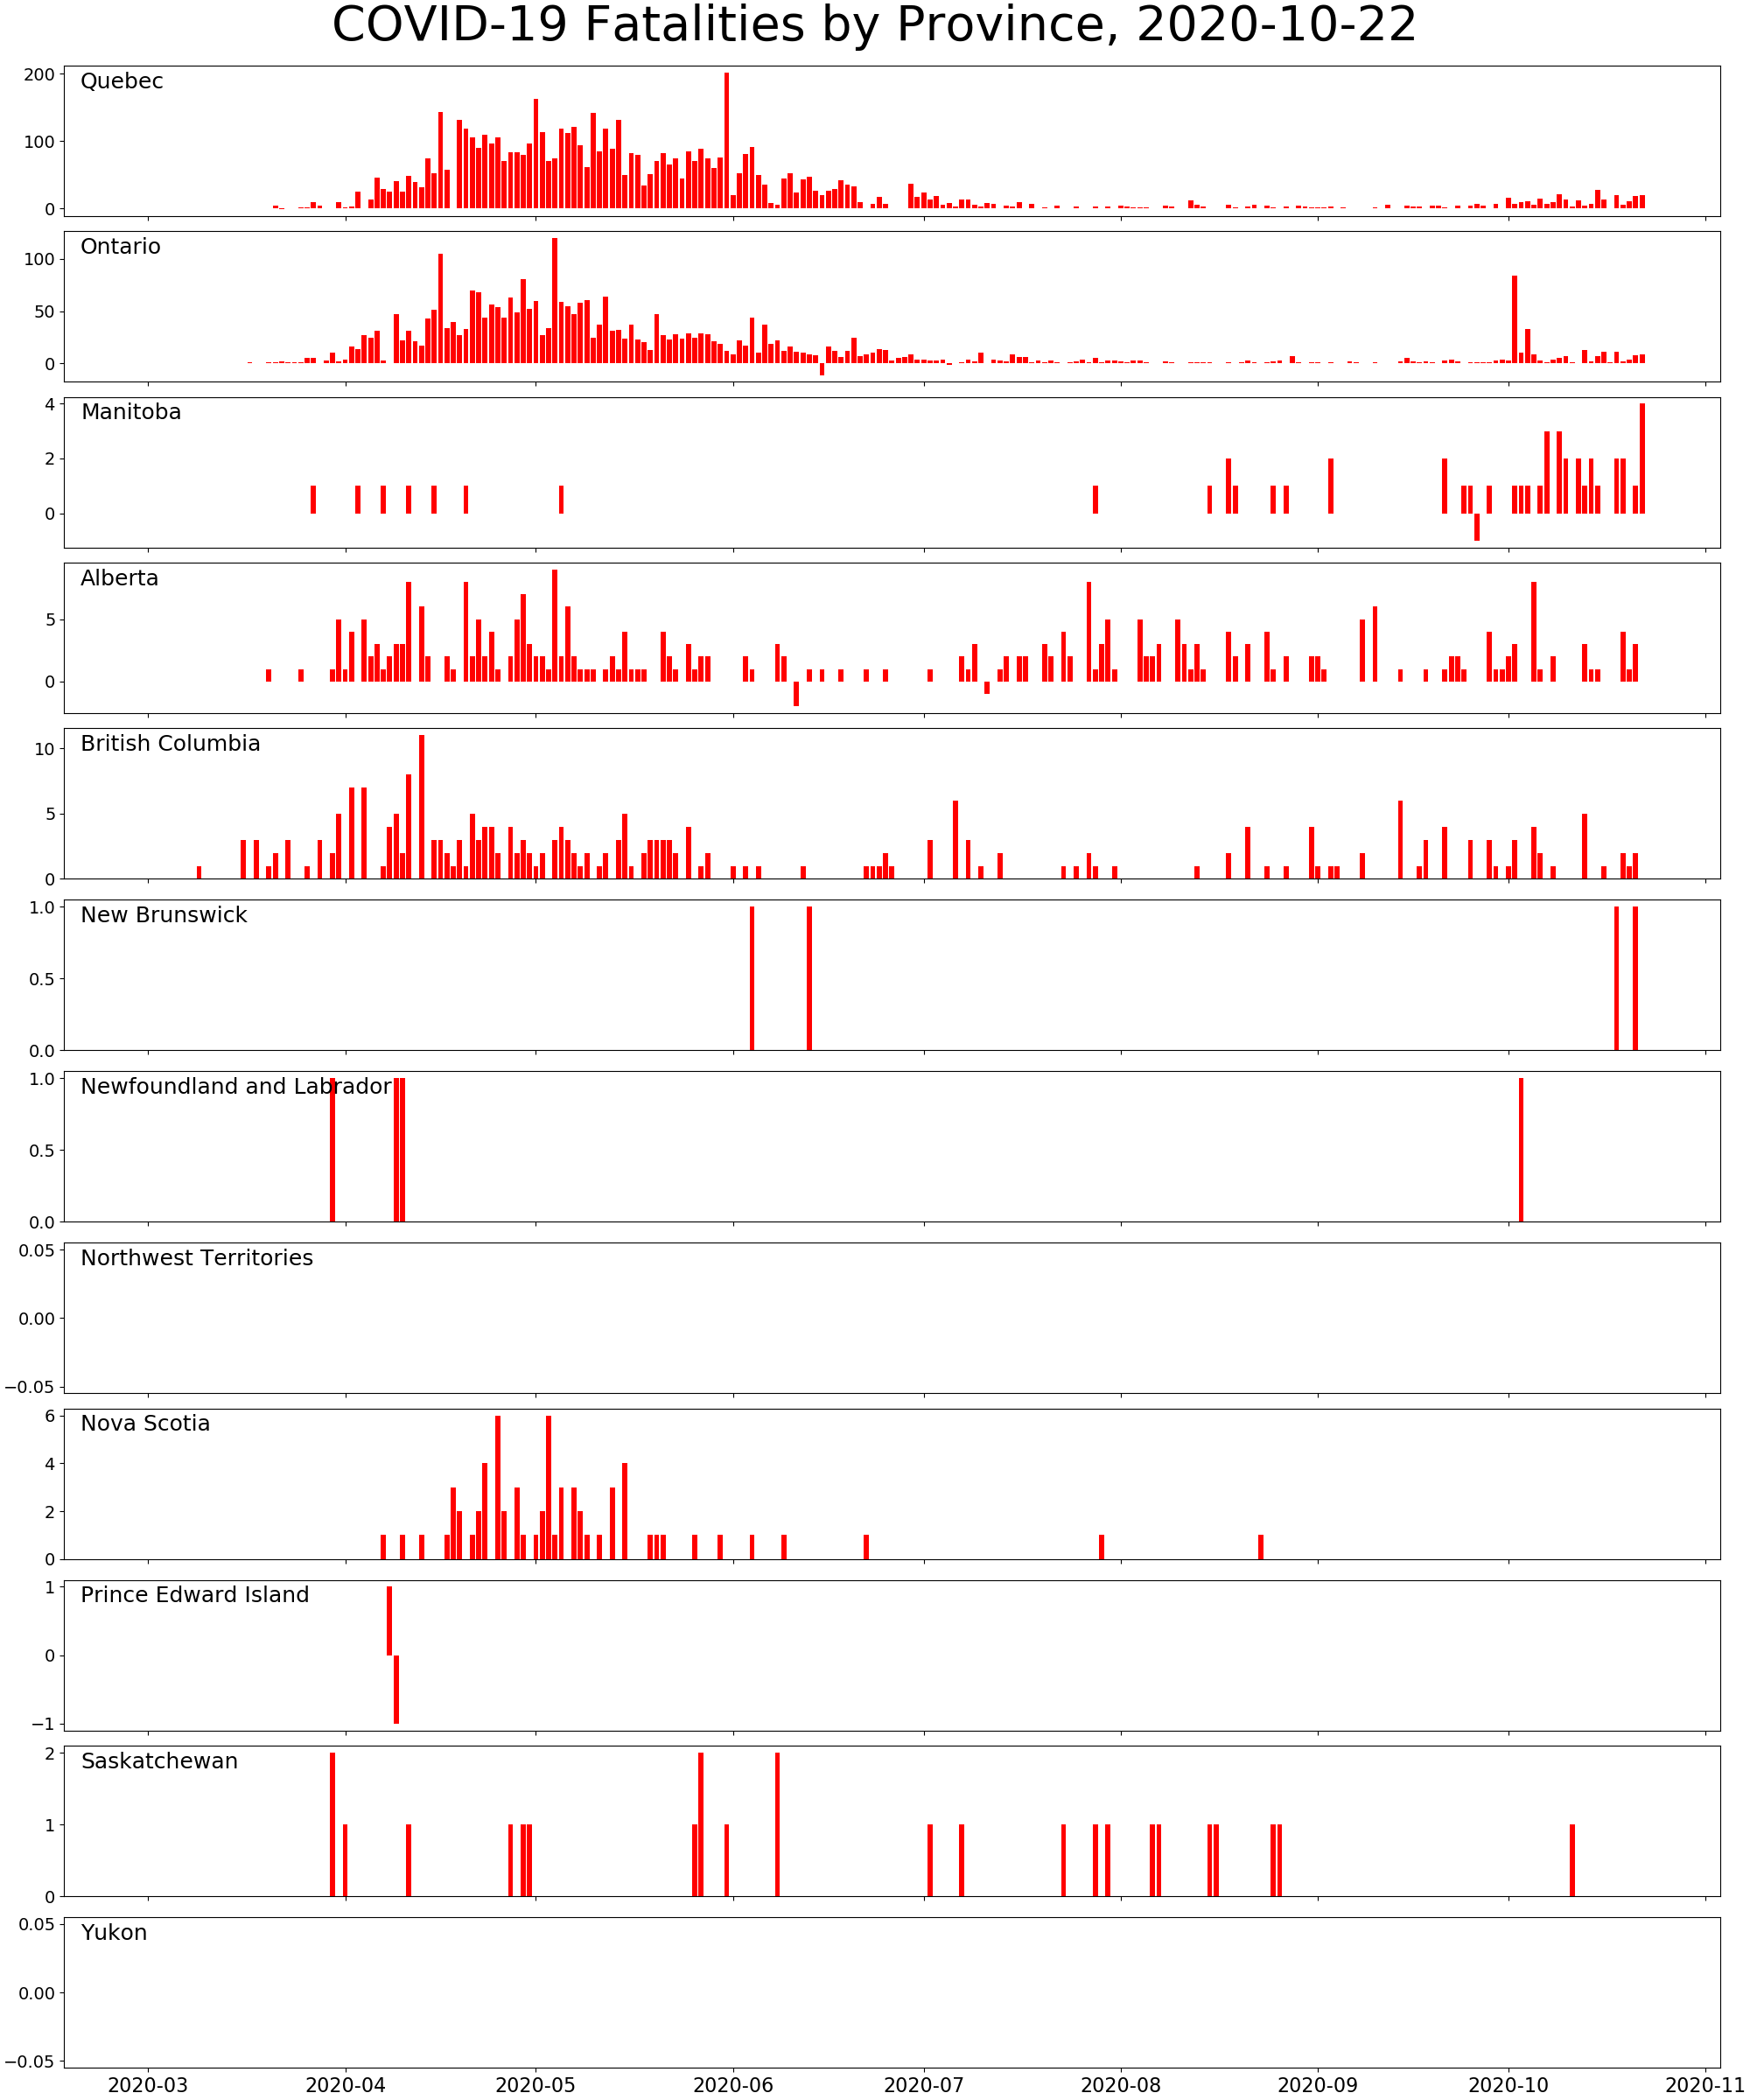 COVID-19 Fatalities by Province, 2020-10-22
Quebec
200
100
0
Ontario
100
50
0
Manitoba
4
2
0
Alberta
5
0
British Columbia
10
5
0
New Brunswick
1.0
0.5
0.0
Newfoundland and Labrador
1.0
0.5
0.0
Northwest Territories
0.05
0.00
−0.05
Nova Scotia
6
4
2
0
Prince Edward Island
1
0
−1
Saskatchewan
2
1
0
Yukon
0.05
0.00
−0.05
2020-03 2020-04 2020-05 2020-06 2020-07 2020-08 2020-09 2020-10 2020-11